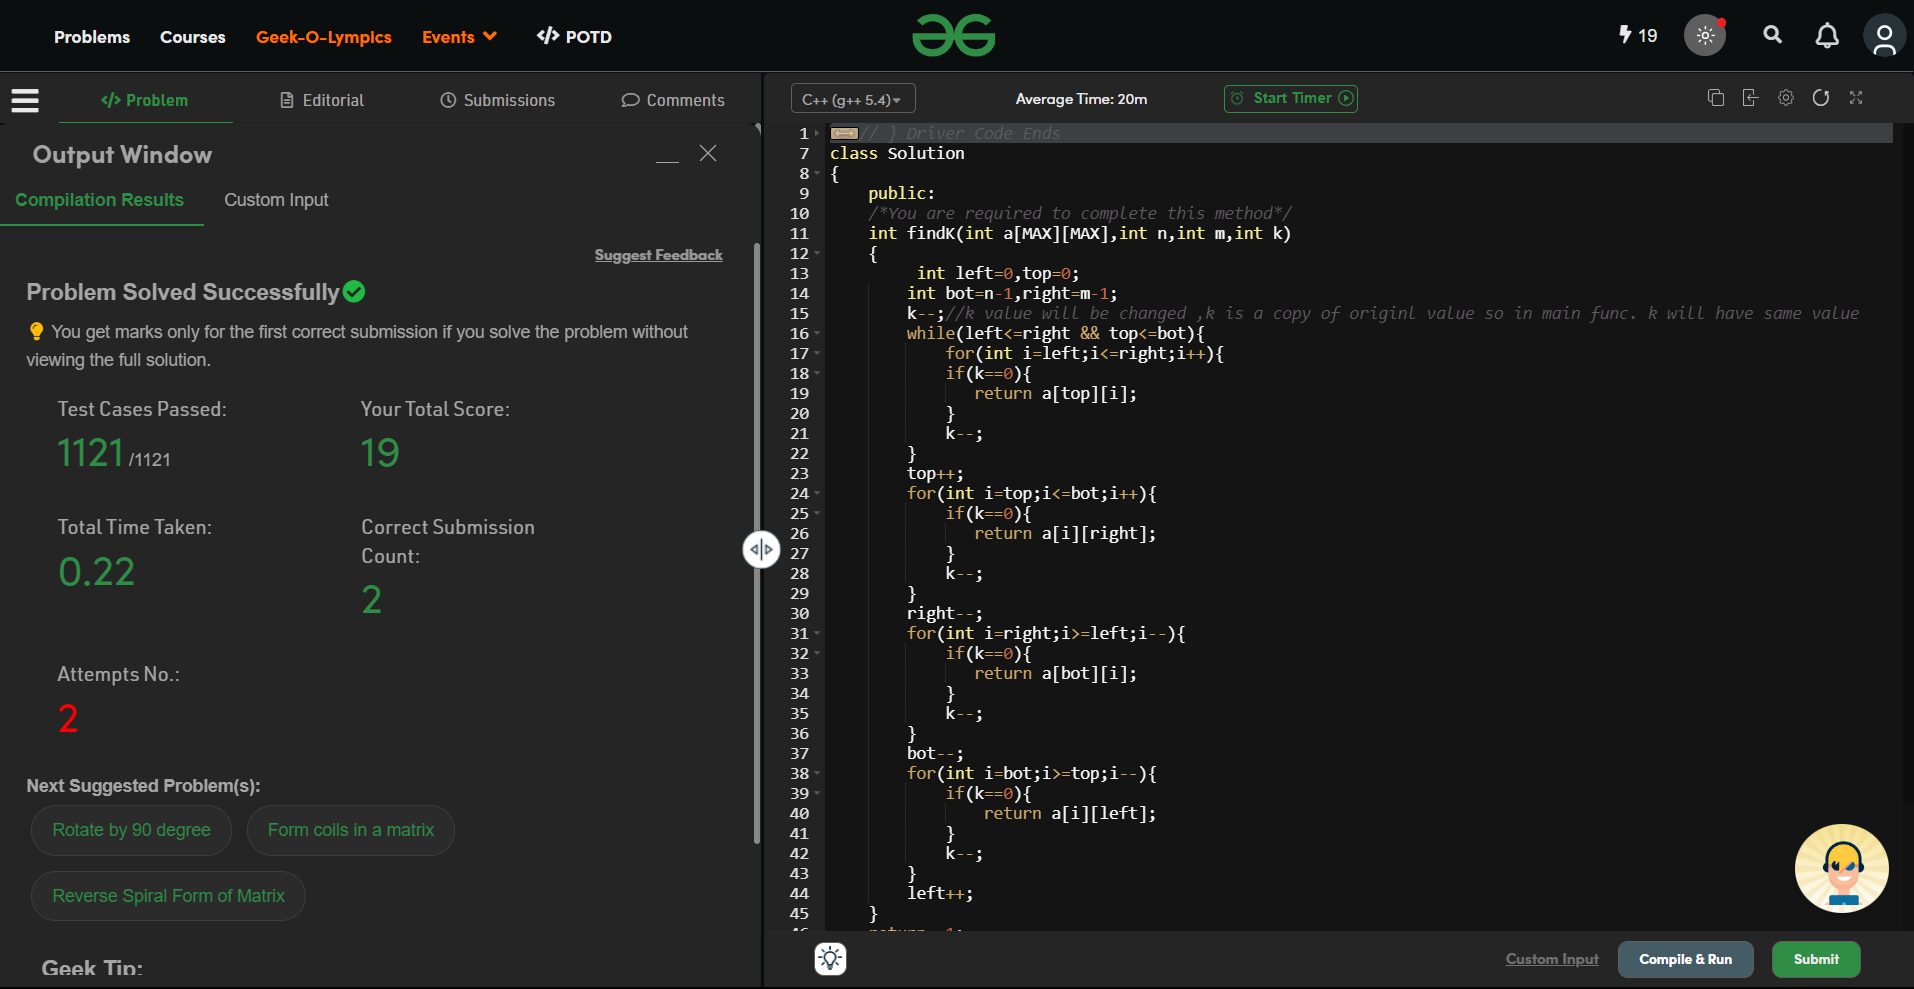 Problems Courses Geek-O-Lympics Events </> POTD
19
</> Problem Editorial Submissions Comments
Output Window
Compilation Results Custom Input
Suggest Feedback
Problem Solved Successfully
You get marks only for the first correct submission if you solve the problem without
viewing the full solution.
Test Cases Passed: Your Total Score:
1121 /1121 19
Total Time Taken: Correct Submission
Count:
0.22
2
Attempts No.:
2
Next Suggested Problem(s):
Rotate by 90 degree Form coils in a matrix
Reverse Spiral Form of Matrix
Geek Tip:
C++ (g++ 5.4) Average Time: 20m Start Timer
1 // } Driver Code Ends
7 class Solution
8 {
9 public:
10 /*You are required to complete this method*/
11 int findK(int a[MAX][MAX],int n,int m,int k)
12 {
13 int left=0,top=0;
14 int bot=n-1,right=m-1;
15 k--;//k value will be changed ,k is a copy of originl value so in main func. k will have same value
16 while(left<=right && top<=bot){
17 for(int i=left;i<=right;i++){
18 if(k==0){
19 return a[top][i];
20 }
21 k--;
22 }
23 top++;
24 for(int i=top;i<=bot;i++){
25 if(k==0){
26 return a[i][right];
27 }
28 k--;
29 }
30 right--;
31 for(int i=right;i>=left;i--){
32 if(k==0){
33 return a[bot][i];
34 }
35 k--;
36 }
37 bot--;
38 for(int i=bot;i>=top;i--){
39 if(k==0){
40 return a[i][left];
41 }
42 k--;
43 }
44 left++;
45 }
Custom Input Compile & Run Submit